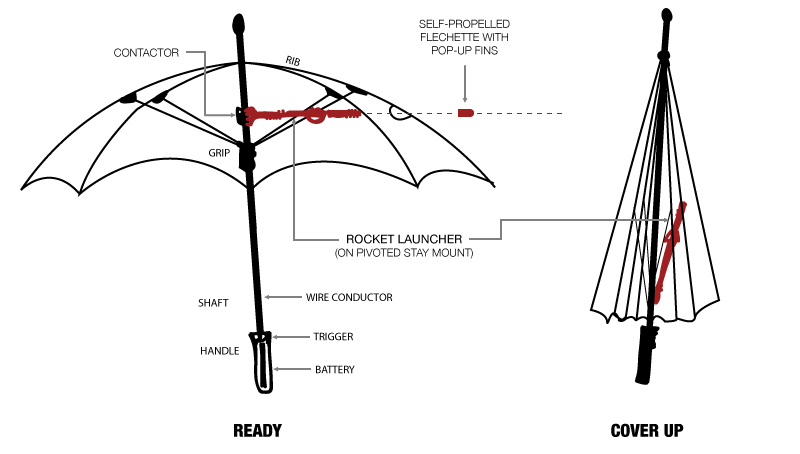 SELF-PROPELLED
FLECHETTE WITH
POP-UP FINS
CONTACTOR
RIB
GRIP
ROCKET LAUNCHER
(ON PIVOTED STAY MOUNT)
SHAFT
WIRE CONDUCTOR
TRIGGER
HANDLE
BATTERY
READY
COVER UP